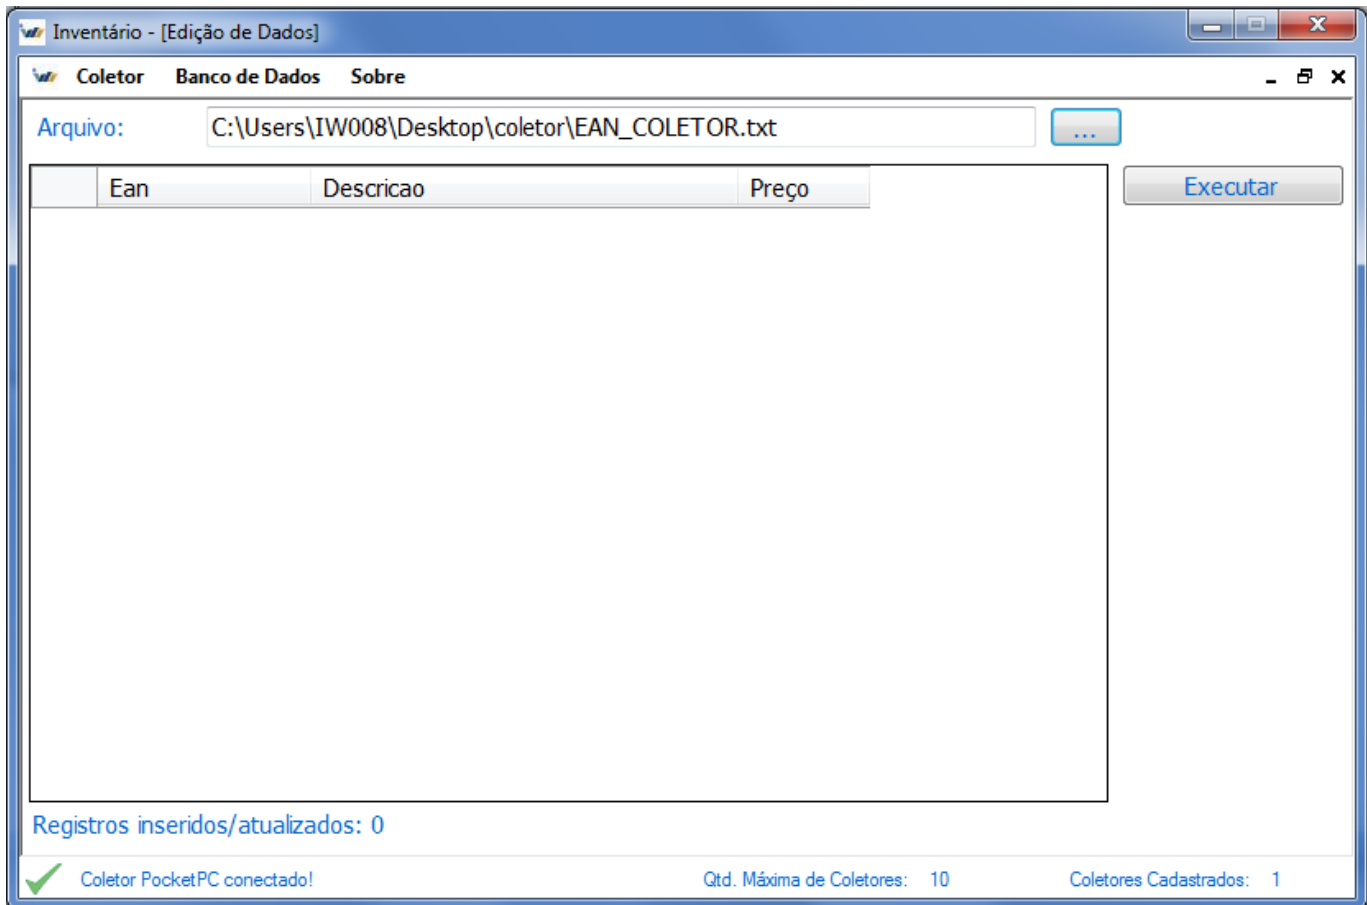 Inventário - [Edição de Dados]
Coletor Banco de Dados Sobre
Arquivo: C:\Users\IW008\Desktop\coletor\EAN_COLETOR.txt ...
Ean Descricao Preço Executar
Registros inseridos/atualizados: 0
Coletor PocketPC conectado! Qtd. Máxima de Coletores: 10 Coletores Cadastrados: 1